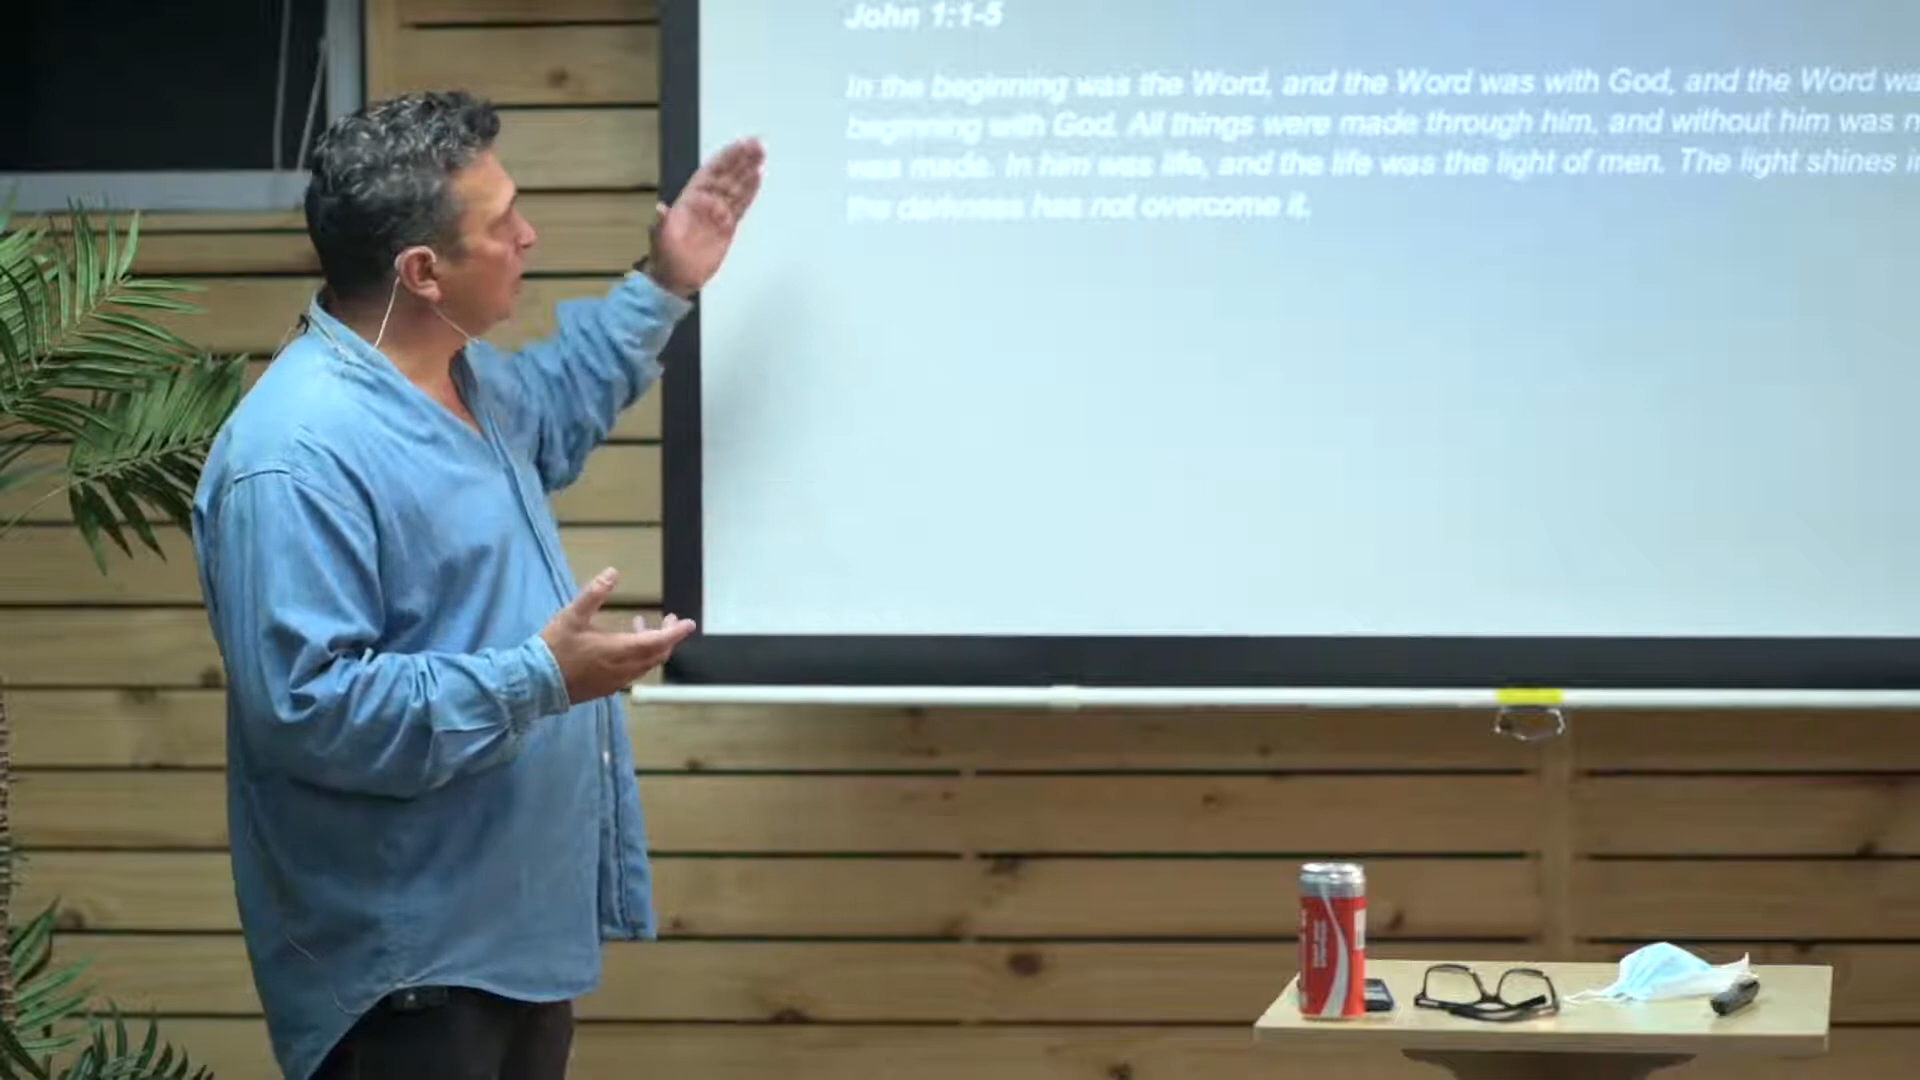 John 1:1-5
In the beginning was the Word, and the Word was with God, and the Word wa
beginning with God. All things were made through him, and without him was n
was made. In him was life, and the life was the light of men. The light shines i
the darkness has not overcome it.